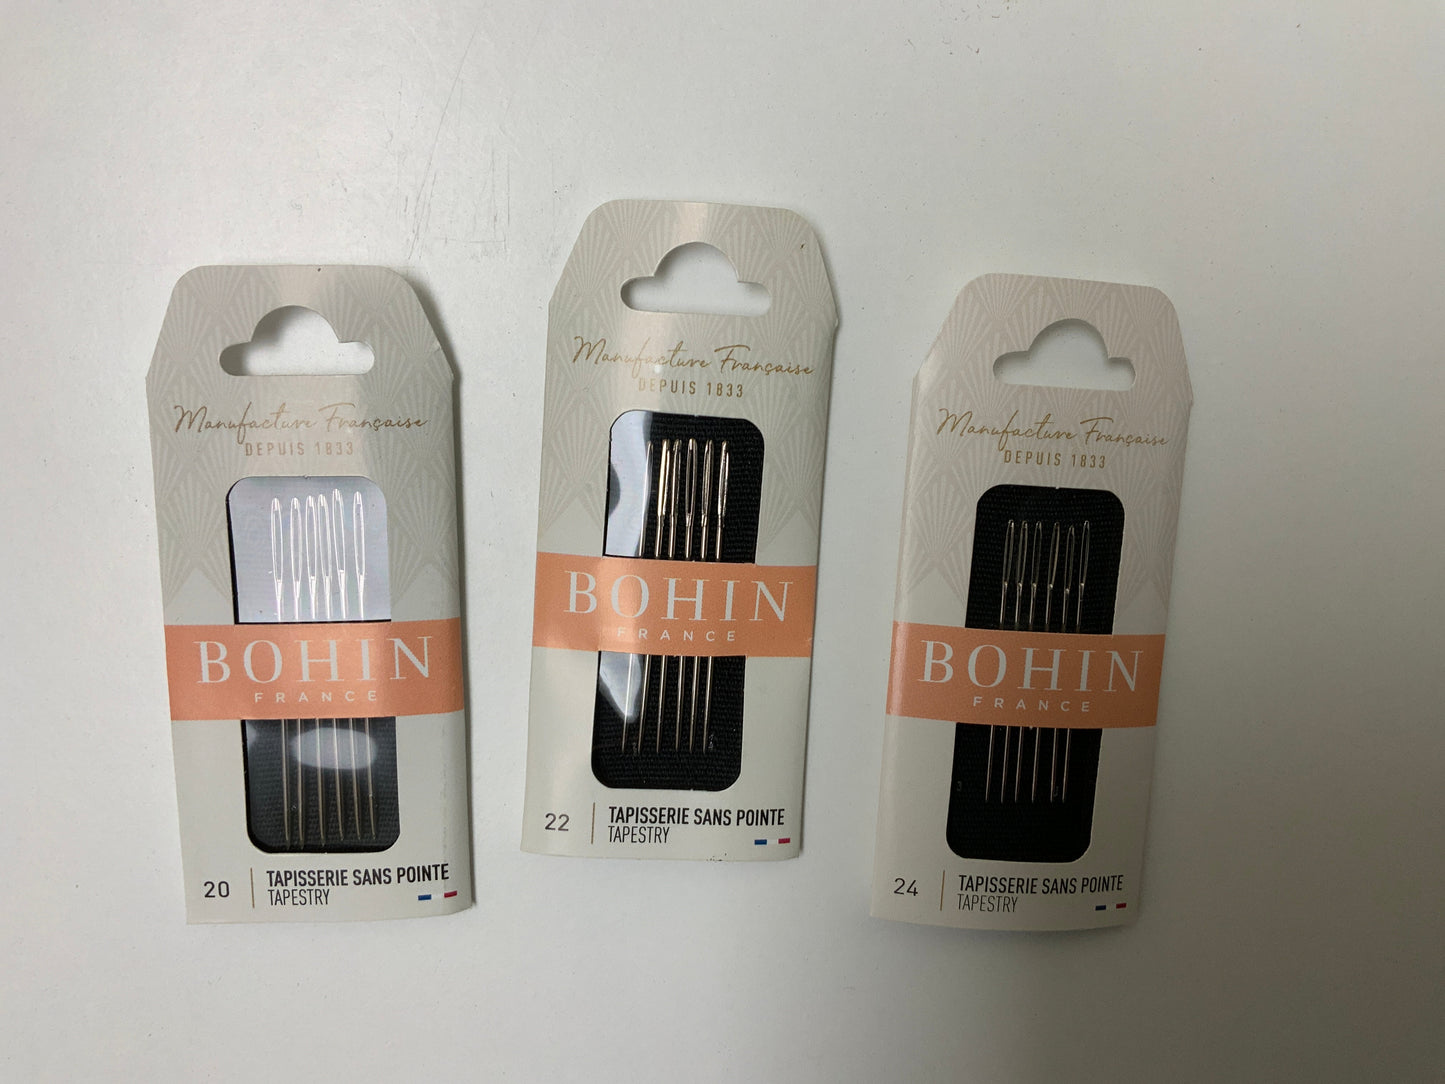 Manufacture Française
DEPUIS 1833
BOHIN
FRANCE
20
TAPISSERIE SANS POINTE
TAPESTRY
Manufacture Française
DEPUIS 1833
BOHIN
FRANCE
22
TAPISSERIE SANS POINTE
TAPESTRY
Manufacture Française
DEPUIS 1833
BOHIN
FRANCE
24
TAPISSERIE SANS POINTE
TAPESTRY